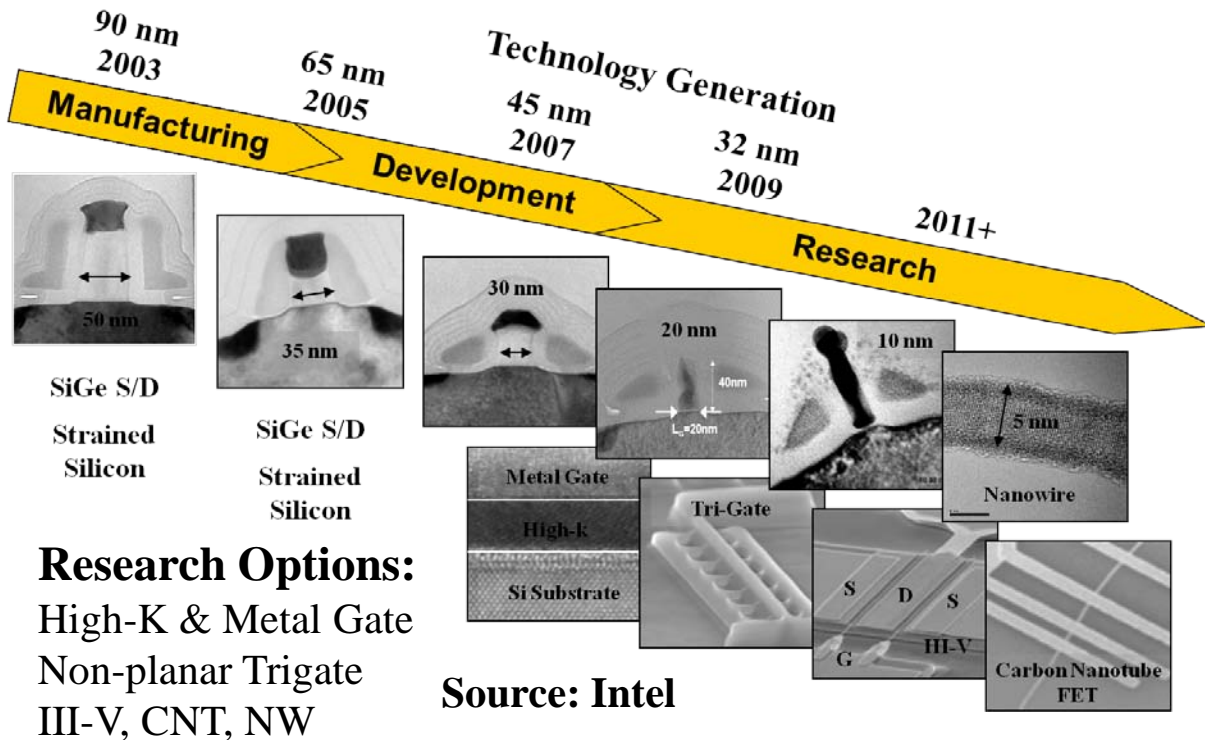 90 nm
2003
65 nm
2005
Technology Generation
45 nm
2007
32 nm
2009
2011+
Manufacturing
Development
Research
50 nm
SiGe S/D
Strained
Silicon
35 nm
SiGe S/D
Strained
Silicon
30 nm
Metal Gate
High-k
Si Substrate
20 nm
40nm
LG=20nm
Tri-Gate
10 nm
S
D
S
G
III-V
5 nm
Nanowire
Carbon Nanotube
FET
Research Options:
High-K & Metal Gate
Non-planar Trigate
III-V, CNT, NW
Source: Intel